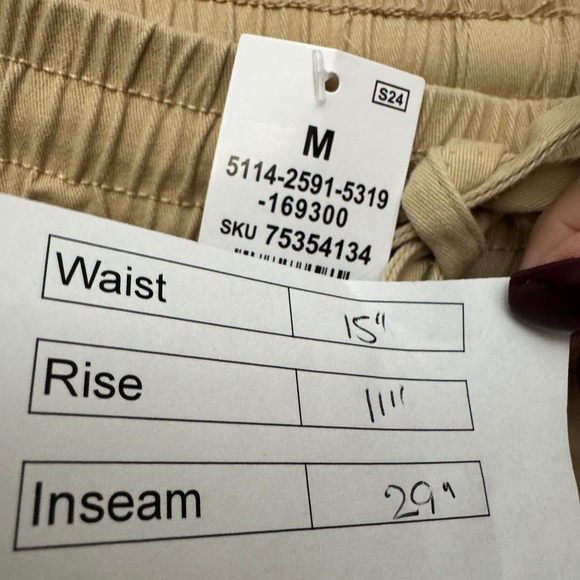 S24
M
5114-2591-5319
-169300
SKU 75354134
Waist 15"
Rise 11"
Inseam 29"